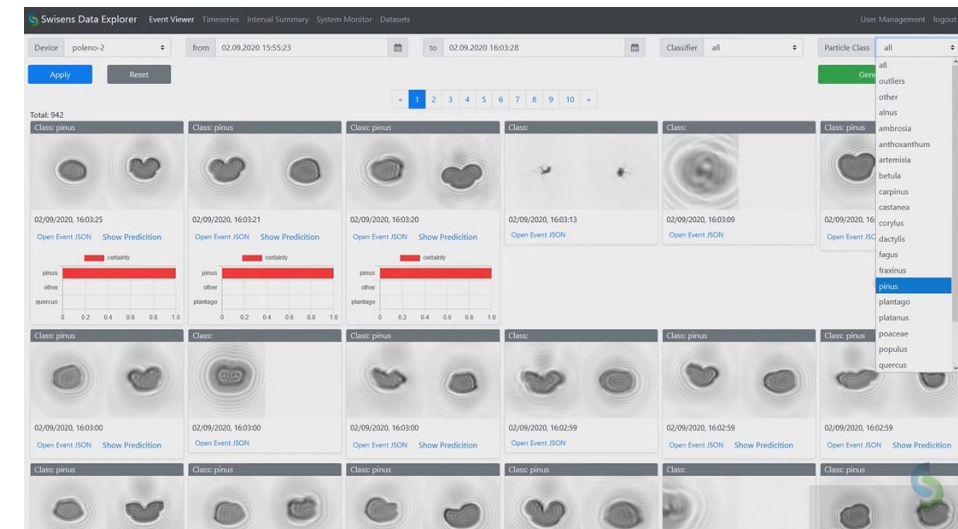 Swisens Data Explorer Event Viewer Timeseries Interval Summary System Monitor Datasets User Management logout
Device poleno-2 from 02.09.2020 15:55:23 to 02.09.2020 16:03:28 Classifier all Particle Class all
Apply Reset
« 1 2 3 4 5 6 7 8 9 10 »
Total: 942
Class: pinus Class: pinus Class: pinus Class: Class: Class: pinus
02/09/2020, 16:03:25 02/09/2020, 16:03:21 02/09/2020, 16:03:20 02/09/2020, 16:03:13 02/09/2020, 16:03:09
Open Event JSON Show Predicition Open Event JSON Show Predicition Open Event JSON Show Predicition Open Event JSON Open Event JSON
certainty certainty certainty
pinus pinus pinus
other other other
quercus plantago plantago
0 0.2 0.4 0.6 0.8 1.0 0 0.2 0.4 0.6 0.8 1.0 0 0.2 0.4 0.6 0.8 1.0
all
outliers
other
alnus
ambrosia
anthoxanthum
artemisia
betula
carpinus
castanea
corylus
dactylis
fagus
fraxinus
pinus
plantago
platanus
poaceae
populus
quercus
Class: pinus Class: Class: pinus Class: Class: pinus Class: pinus
02/09/2020, 16:03:00 02/09/2020, 16:03:00 02/09/2020, 16:03:00 02/09/2020, 16:02:59 02/09/2020, 16:02:59 02/09/2020, 16:02:59
Open Event JSON Show Predicition Open Event JSON Open Event JSON Show Predicition Open Event JSON Open Event JSON Show Predicition Open Event JSON Show Predicition
Class: pinus Class: pinus Class: pinus Class: pinus Class: Class: pinus